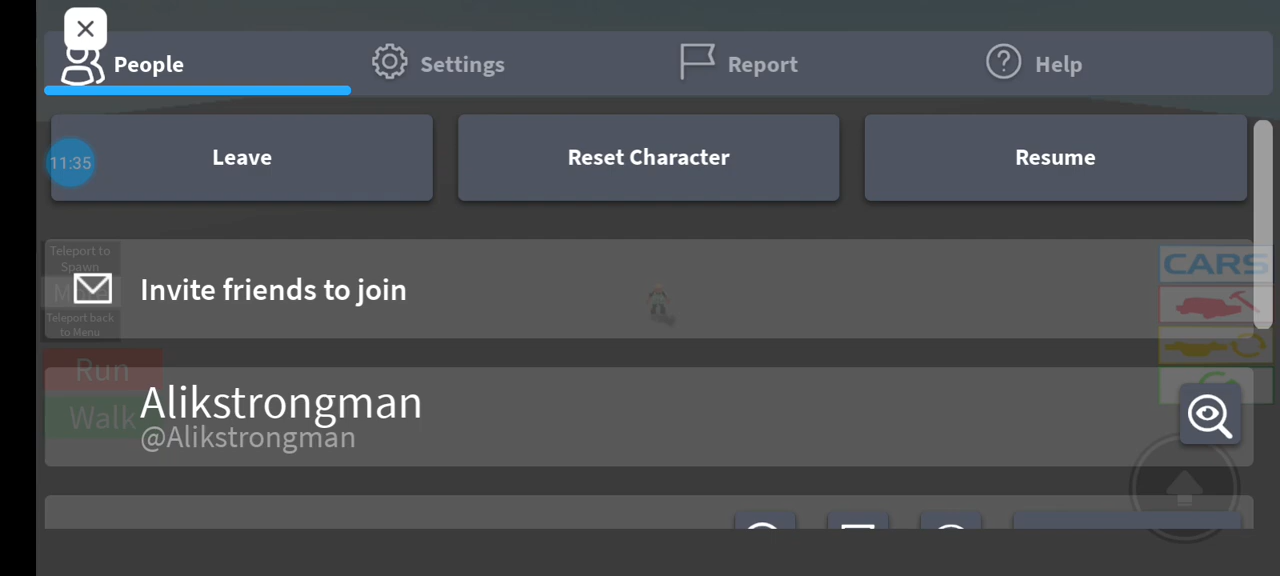 People
Settings
Report
Help
Leave
Reset Character
Resume
11:35
Teleport to
Spawn
Invite friends to join
CARS
Teleport back
to Menu
Run
Alikstrongman
Walk
@Alikstrongman